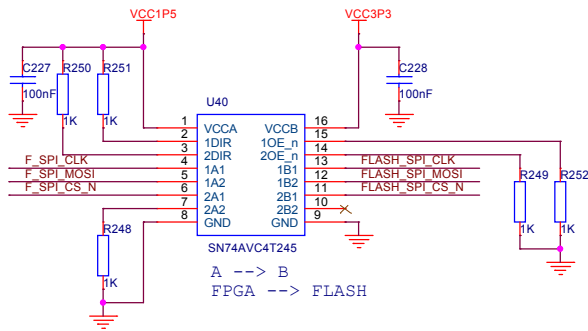 VCC1P5
VCC3P3
C227
R250
R251
C228
100nF
1K
1K
100nF
U40
1
VCCA
VCCB
16
2
1DIR
1OE_n
15
3
2DIR
2OE_n
14
F_SPI_CLK
4
1A1
1B1
13
FLASH_SPI_CLK
F_SPI_MOSI
5
1A2
1B2
12
FLASH_SPI_MOSI
F_SPI_CS_N
6
2A1
2B1
11
FLASH_SPI_CS_N
7
2A2
2B2
10
8
GND
GND
9
R249
R252
R248
1K
1K
1K
SN74AVC4T245
A --> B
FPGA --> FLASH